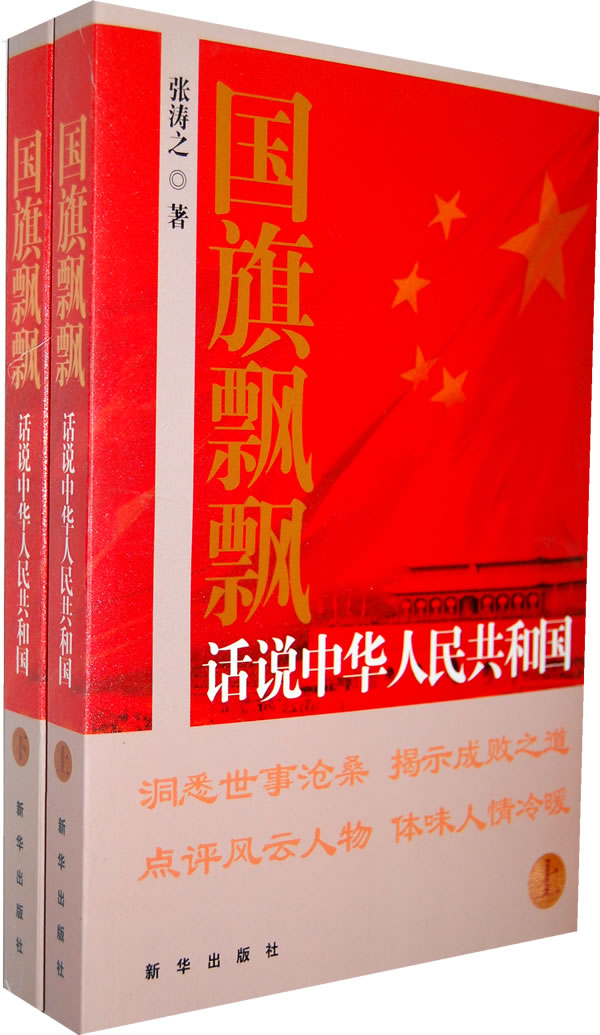 国旗飘飘
话说中华人民共和国
下
新华出版社
国旗飘飘
话说中华人民共和国
上
新华出版社
张涛之◎著
国旗飘飘
话说中华人民共和国
洞悉世事沧桑 揭示成败之道
点评风云人物 体味人情冷暖
上
新华出版社